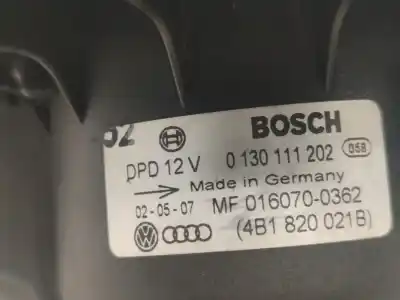 52
BOSCH
DPD 12 V 0 130 111 202 058
Made in Germany
02-05-07 MF 016070-0362
(4B1 820 021B)